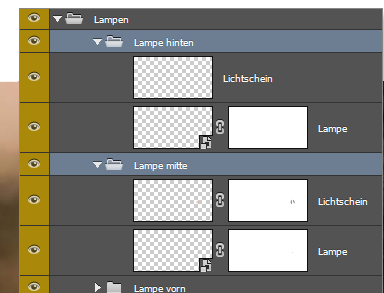 Lampen
Lampe hinten
Lichtschein
Lampe
Lampe mitte
Lichtschein
Lampe
Lampe vorn